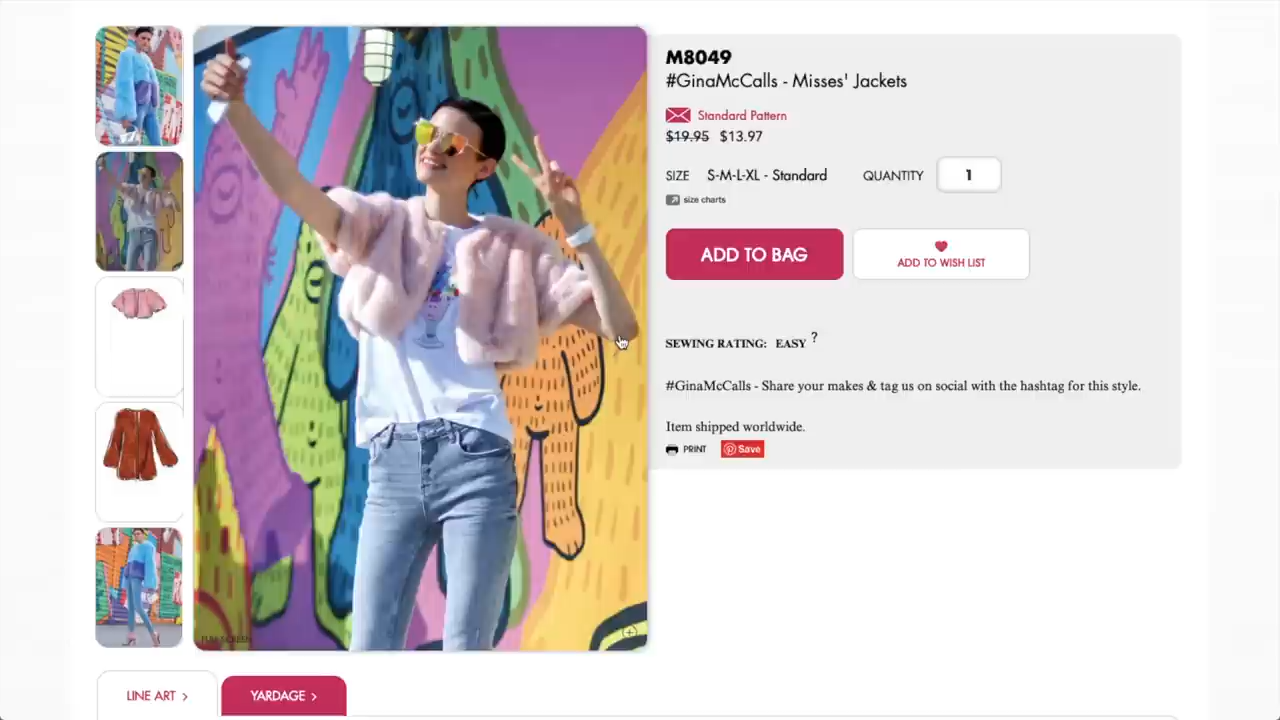 M8049
#GinaMcCalls - Misses' Jackets
Standard Pattern
$19.95 $13.97
SIZE S-M-L-XL - Standard QUANTITY 1
size charts
ADD TO BAG
ADD TO WISH LIST
SEWING RATING: EASY ?
#GinaMcCalls - Share your makes & tag us on social with the hashtag for this style.
Item shipped worldwide.
PRINT Save
FULL SCREEN
LINE ART >
YARDAGE >